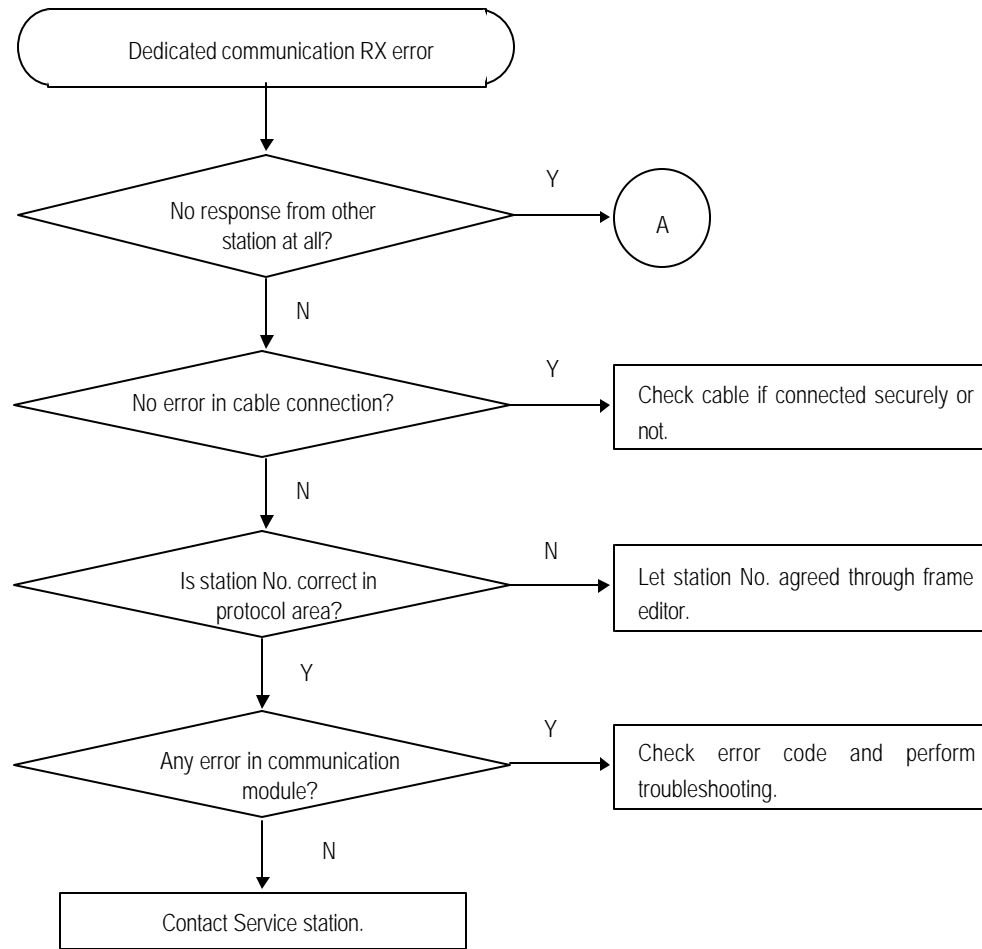 Dedicated communication RX error
Y
No response from other
station at all?
A
N
Y
No error in cable connection?
Check cable if connected securely or
not.
N
N
Is station No. correct in
protocol area?
Let station No. agreed through frame
editor.
Y
Y
Any error in communication
module?
Check error code and perform
troubleshooting.
N
Contact Service station.